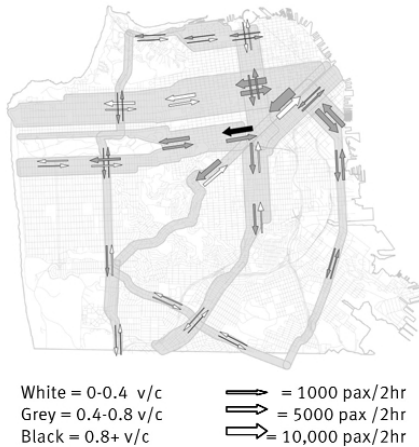 White = 0-0.4 v/c
= 1000 pax/2hr
Grey = 0.4-0.8 v/c
= 5000 pax /2hr
Black = 0.8+ v/c
= 10,000 pax/2hr